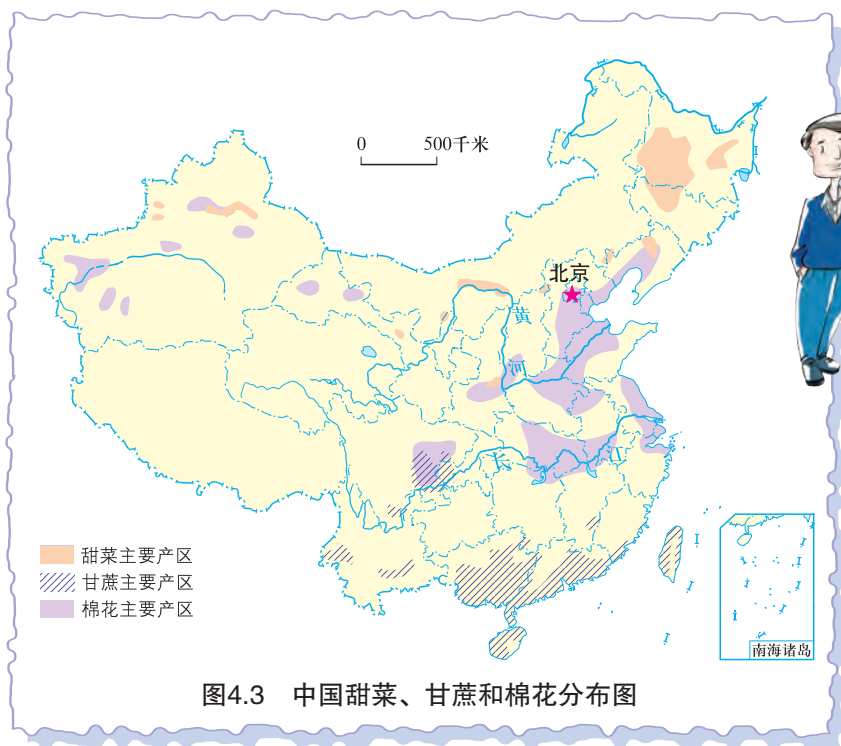 0 500千米
北京
黄
河
长
江
甜菜主要产区
甘蔗主要产区
棉花主要产区
南海诸岛
图4.3 中国甜菜、甘蔗和棉花分布图